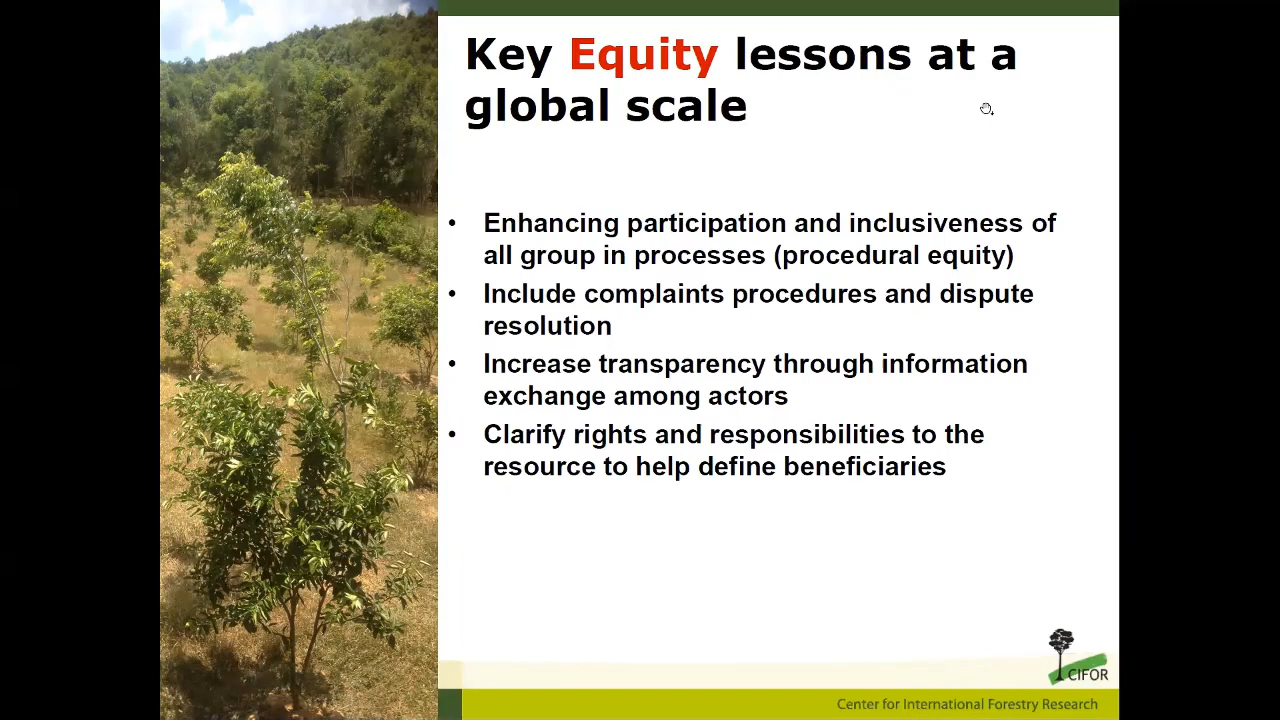 Key Equity lessons at a
global scale
• Enhancing participation and inclusiveness of
all group in processes (procedural equity)
• Include complaints procedures and dispute
resolution
• Increase transparency through information
exchange among actors
• Clarify rights and responsibilities to the
resource to help define beneficiaries
CIFOR
Center for International Forestry Research